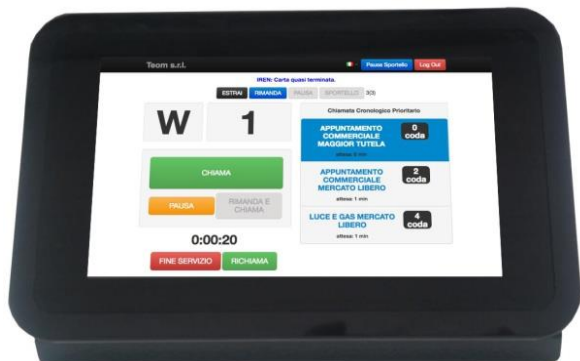 Teom s.r.l.
Pausa Sportello
Log Out
IREN: Carta quasi terminata.
ESTRAI
RIMANDA
PAUSA
SPORTELLO
3(3)
W
1
CHIAMA
PAUSA
RIMANDA E
CHIAMA
0:00:20
FINE SERVIZIO
RICHIAMA
Chiamata Cronologico Prioritario
APPUNTAMENTO
COMMERCIALE
MAGGIOR TUTELA
attesa: 0 min
0
coda
APPUNTAMENTO
COMMERCIALE
MERCATO LIBERO
attesa: 1 min
2
coda
LUCE E GAS MERCATO
LIBERO
attesa: 1 min
4
coda